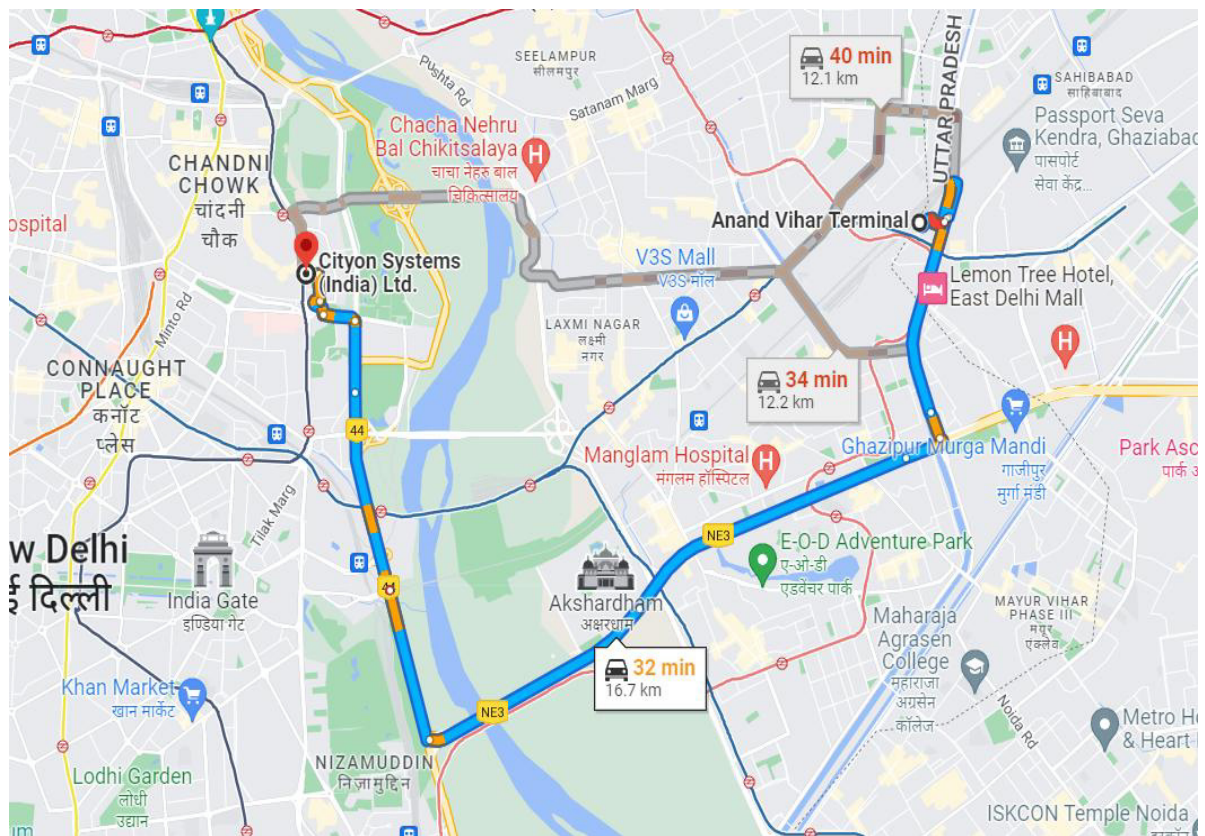 SEELAMPUR
सीलमपुर
Pushta Rd
Satanam Marg
40 min
12.1 km
UTTAR PRADESH
SAHIBABAD
साहिबाबाद
Passport Seva
Kendra, Ghaziabad
पासपोर्ट
सेवा केंद्र...
Chacha Nehru
Bal Chikitsalaya
चाचा नेहरु बाल
चिकित्सालय
CHANDNI
CHOWK
चांदनी
चौक
ospital
Anand Vihar Terminal
Cityon Systems
(India) Ltd.
V3S Mall
V3S मॉल
Lemon Tree Hotel,
East Delhi Mall
Minto Rd
LAXMI NAGAR
लक्ष्मी
नगर
CONNAUGHT
PLACE
कनॉट
प्लेस
34 min
12.2 km
44
Ghazipur Murga Mandi
गाजीपुर
मुर्गा मंडी
Manglam Hospital
मंगलम हॉस्पिटल
Park Asc
पार्क अ
Tilak Marg
NE3
w Delhi
ई दिल्ली
India Gate
इण्डिया गेट
E-O-D Adventure Park
ए-ओ-डी
एडवेंचर पार्क
Akshardham
अक्षरधाम
MAYUR VIHAR
PHASE III
मयूर
एंक्लेव
Maharaja
Agrasen
College
महाराजा
अग्रसेन
कॉलेज
32 min
16.7 km
Khan Market
खान मार्केट
NE3
Noida Rd
Metro He
& Heart
NIZAMUDDIN
निज़ामुद्दिन
Lodhi Garden
लोधी
उद्यान
ISKCON Temple Noida
um